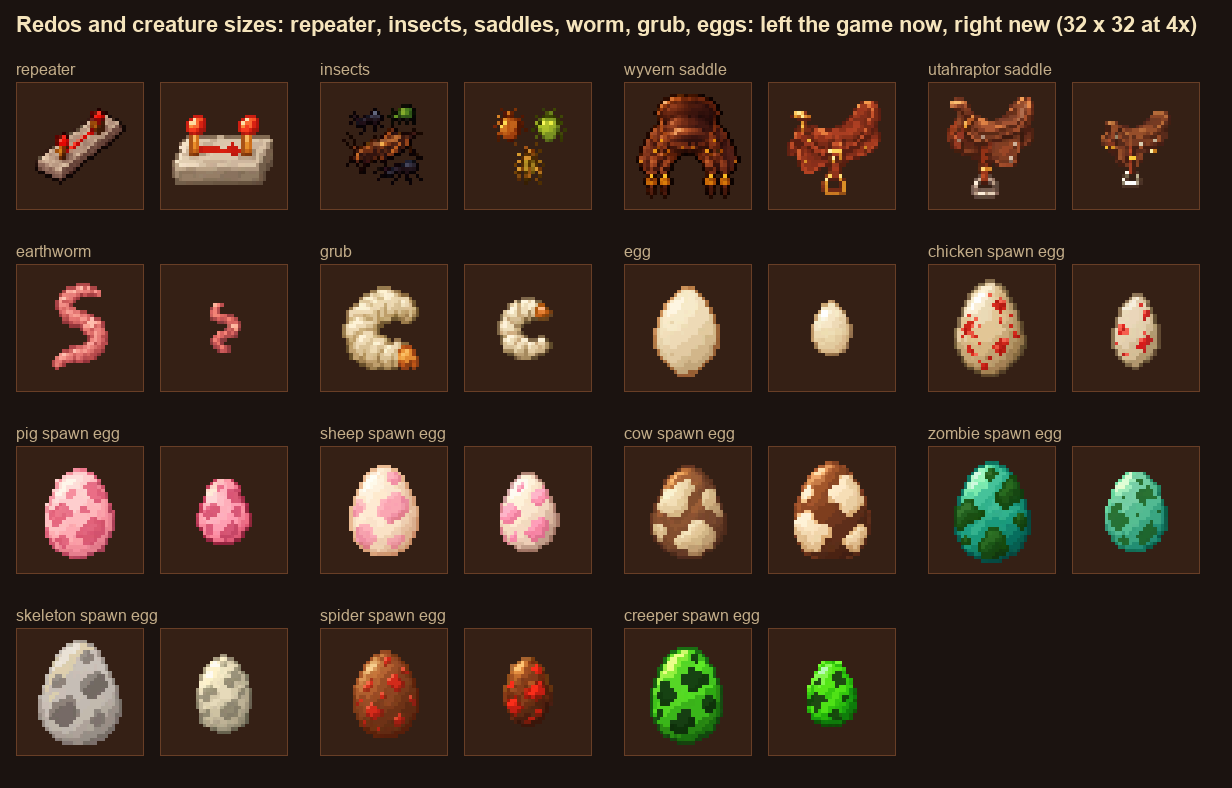 Redos and creature sizes: repeater, insects, saddles, worm, grub, eggs: left the game now, right new (32 x 32 at 4x)
repeater
insects
wyvern saddle
utahraptor saddle
earthworm
grub
egg
chicken spawn egg
pig spawn egg
sheep spawn egg
cow spawn egg
zombie spawn egg
skeleton spawn egg
spider spawn egg
creeper spawn egg